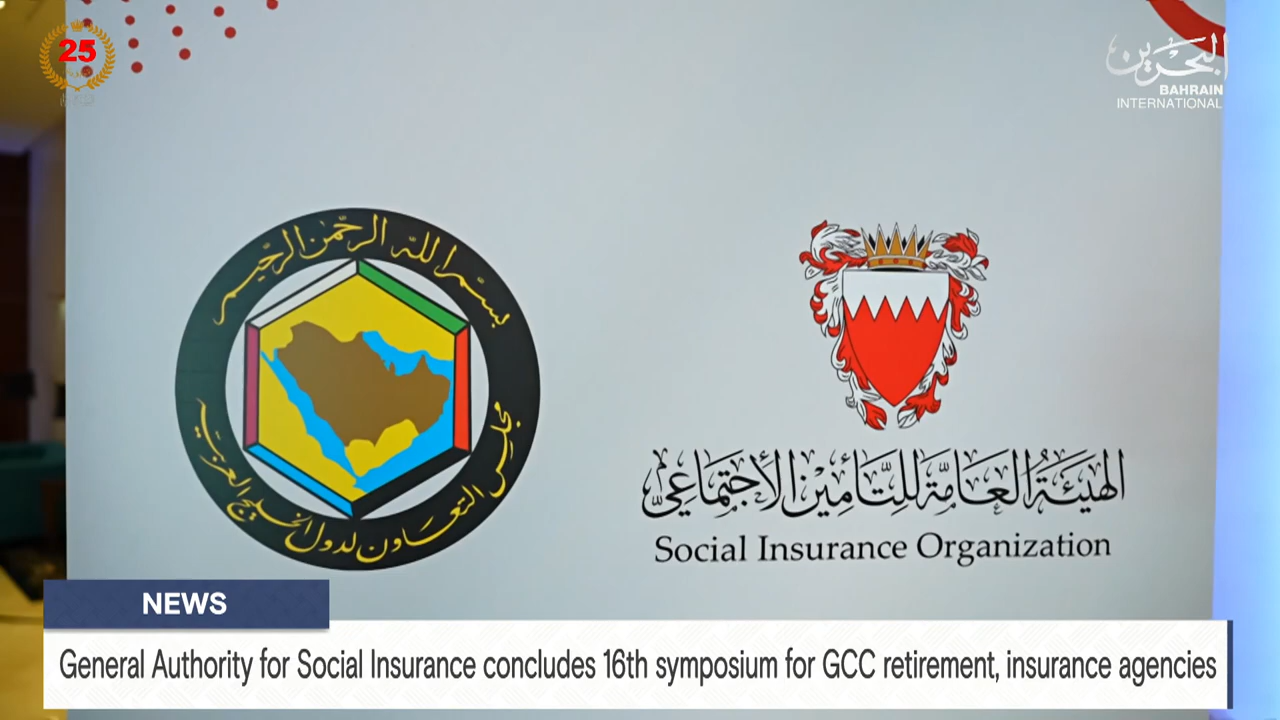 25
البحرين
BAHRAIN
INTERNATIONAL
بسم الله الرحمن الرحيم
مجلس التعاون لدول الخليج العربية
الهيئة العامة للتأمين الاجتماعي
Social Insurance Organization
NEWS
General Authority for Social Insurance concludes 16th symposium for GCC retirement, insurance agencies